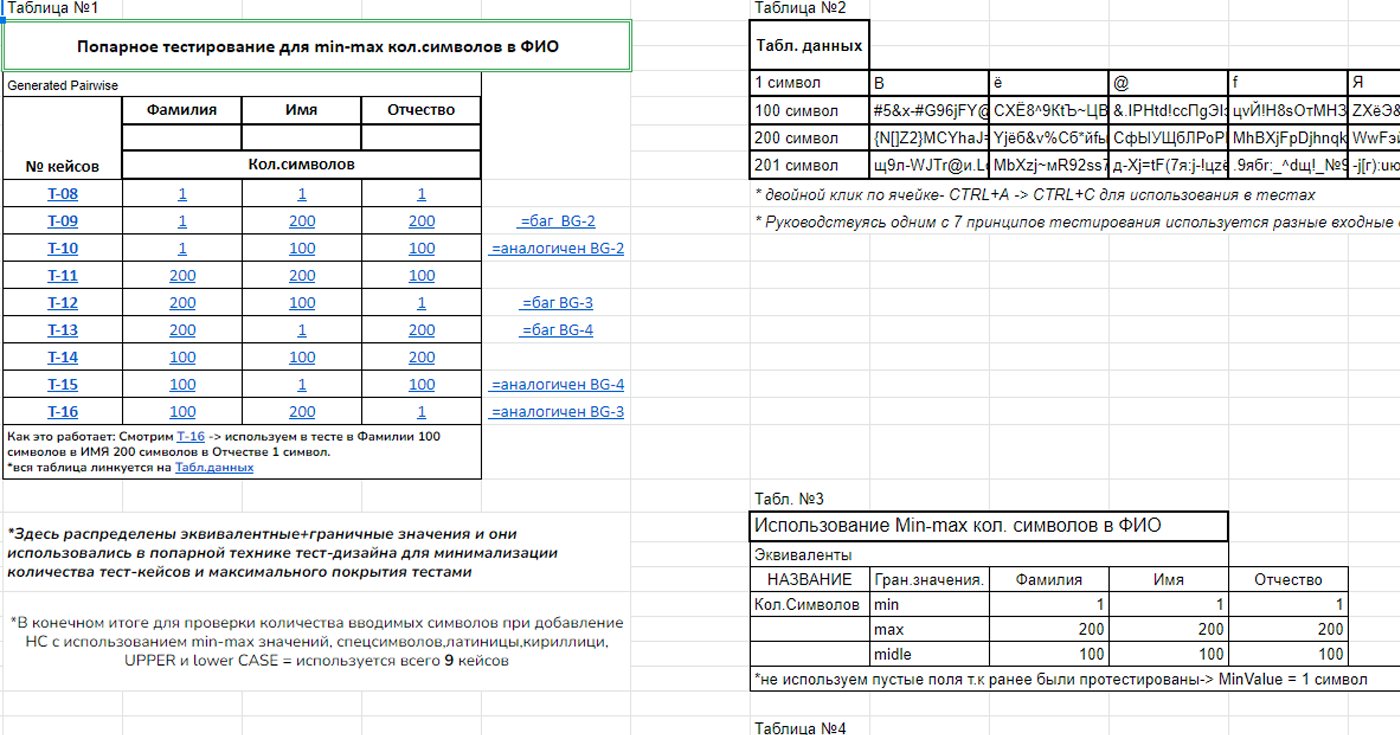 Таблица №1
Попарное тестирование для min-max кол.символов в ФИО
Generated Pairwise
Фамилия Имя Отчество
№ кейсов Кол.символов
T-08 1 1 1
T-09 1 200 200 =баг BG-2
T-10 1 100 100 =аналогичен BG-2
T-11 200 200 100
T-12 200 100 1 =баг BG-3
T-13 200 1 200 =баг BG-4
T-14 100 100 200
T-15 100 1 100 =аналогичен BG-4
T-16 100 200 1 =аналогичен BG-3
Как это работает: Смотрим T-16 -> используем в тесте в Фамилии 100
символов в ИМЯ 200 символов в Отчестве 1 символ.
*вся таблица линкуется на Табл.данных
*Здесь распределены эквивалентные+граничные значения и они
использовались в попарной технике тест-дизайна для минимализации
количества тест-кейсов и максимального покрытия тестами
*В конечном итоге для проверки количества вводимых символов при добавление
НС с использованием min-max значений, спецсимволов,латиницы,кириллици,
UPPER и lower CASE = используется всего 9 кейсов
Таблица №2
Табл. данных
1 символ B ё @ f Я
100 символ #5&x-#G96jFY@ СХЁ8^9KtЪ~ЦВ &.IPHtd!ccПgЭI цvЙ!H8sОтМНЗ ZXёЭ&
200 символ {N[]Z2}MCYhaJ= Yjёб&v%Сб*йfы СфЫУЩбЛРоР MhBXjFpDjhnqk WwFэй
201 символ щ9л-WJTr@и.L MbXzj~мR92ss7 д-Xj=tF(7я:j-!цzё .9ябг:_^dщ!_№9 -j[г):ию
* двойной клик по ячейке- CTRL+A -> CTRL+C для использования в тестах
* Руководствуясь одним с 7 принципов тестирования используется разные входные
Табл. №3
Использование Min-max кол. символов в ФИО
Эквиваленты
НАЗВАНИЕ Гран.значения. Фамилия Имя Отчество
Кол.Символов min 1 1 1
max 200 200 200
midle 100 100 100
*не используем пустые поля т.к ранее были протестированы-> MinValue = 1 символ
Таблица №4